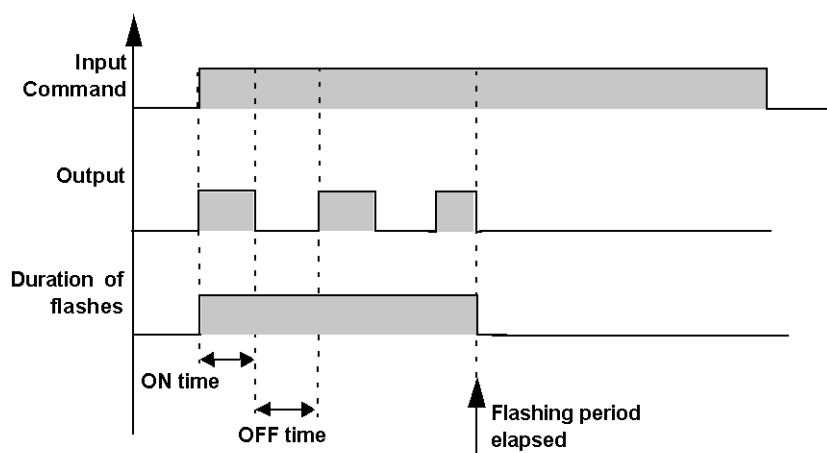 Input
Command
Output
Duration of
flashes
ON time
OFF time
Flashing period
elapsed